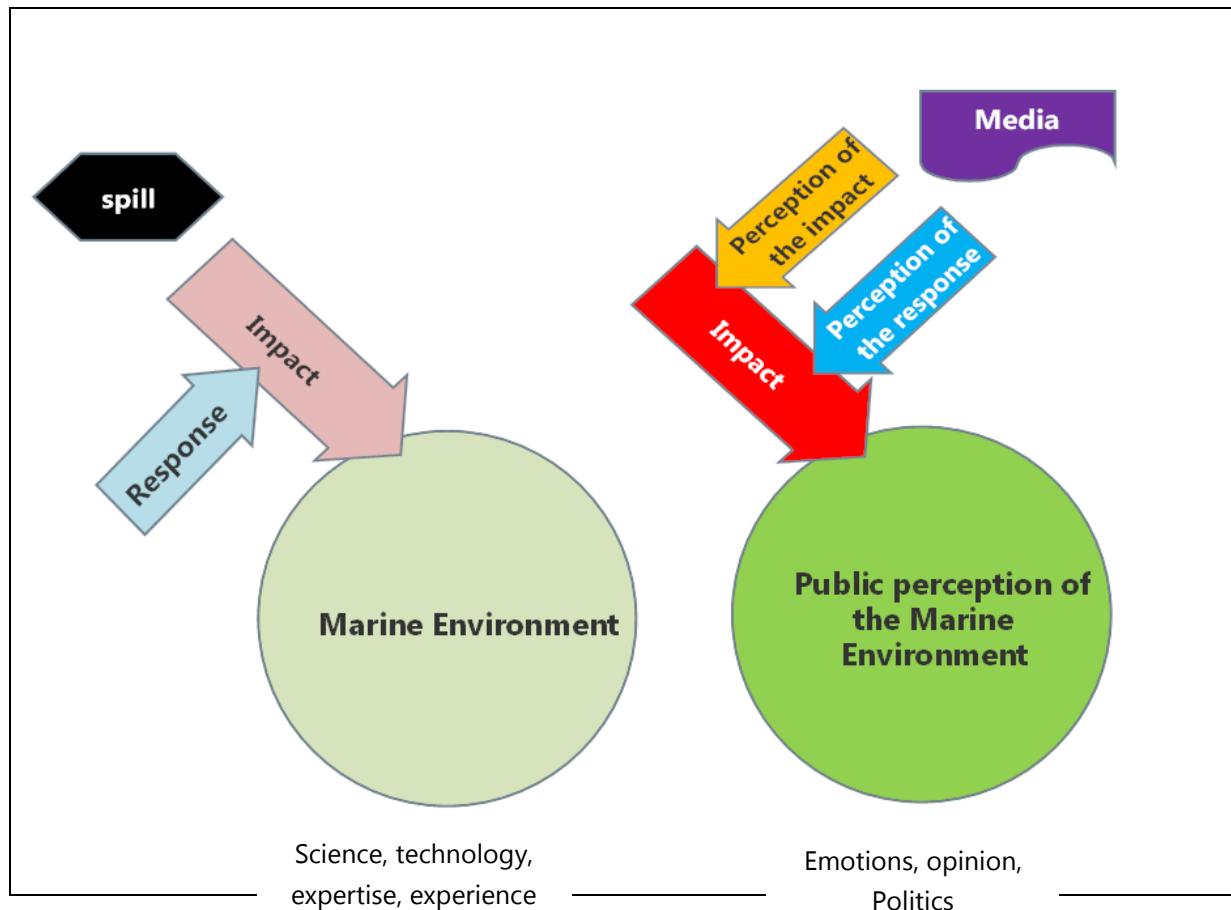 spill
Impact
Response
Marine Environment
Science, technology,
expertise, experience
Media
Perception of
the impact
Perception of
the response
Impact
Public perception of
the Marine
Environment
Emotions, opinion,
Politics